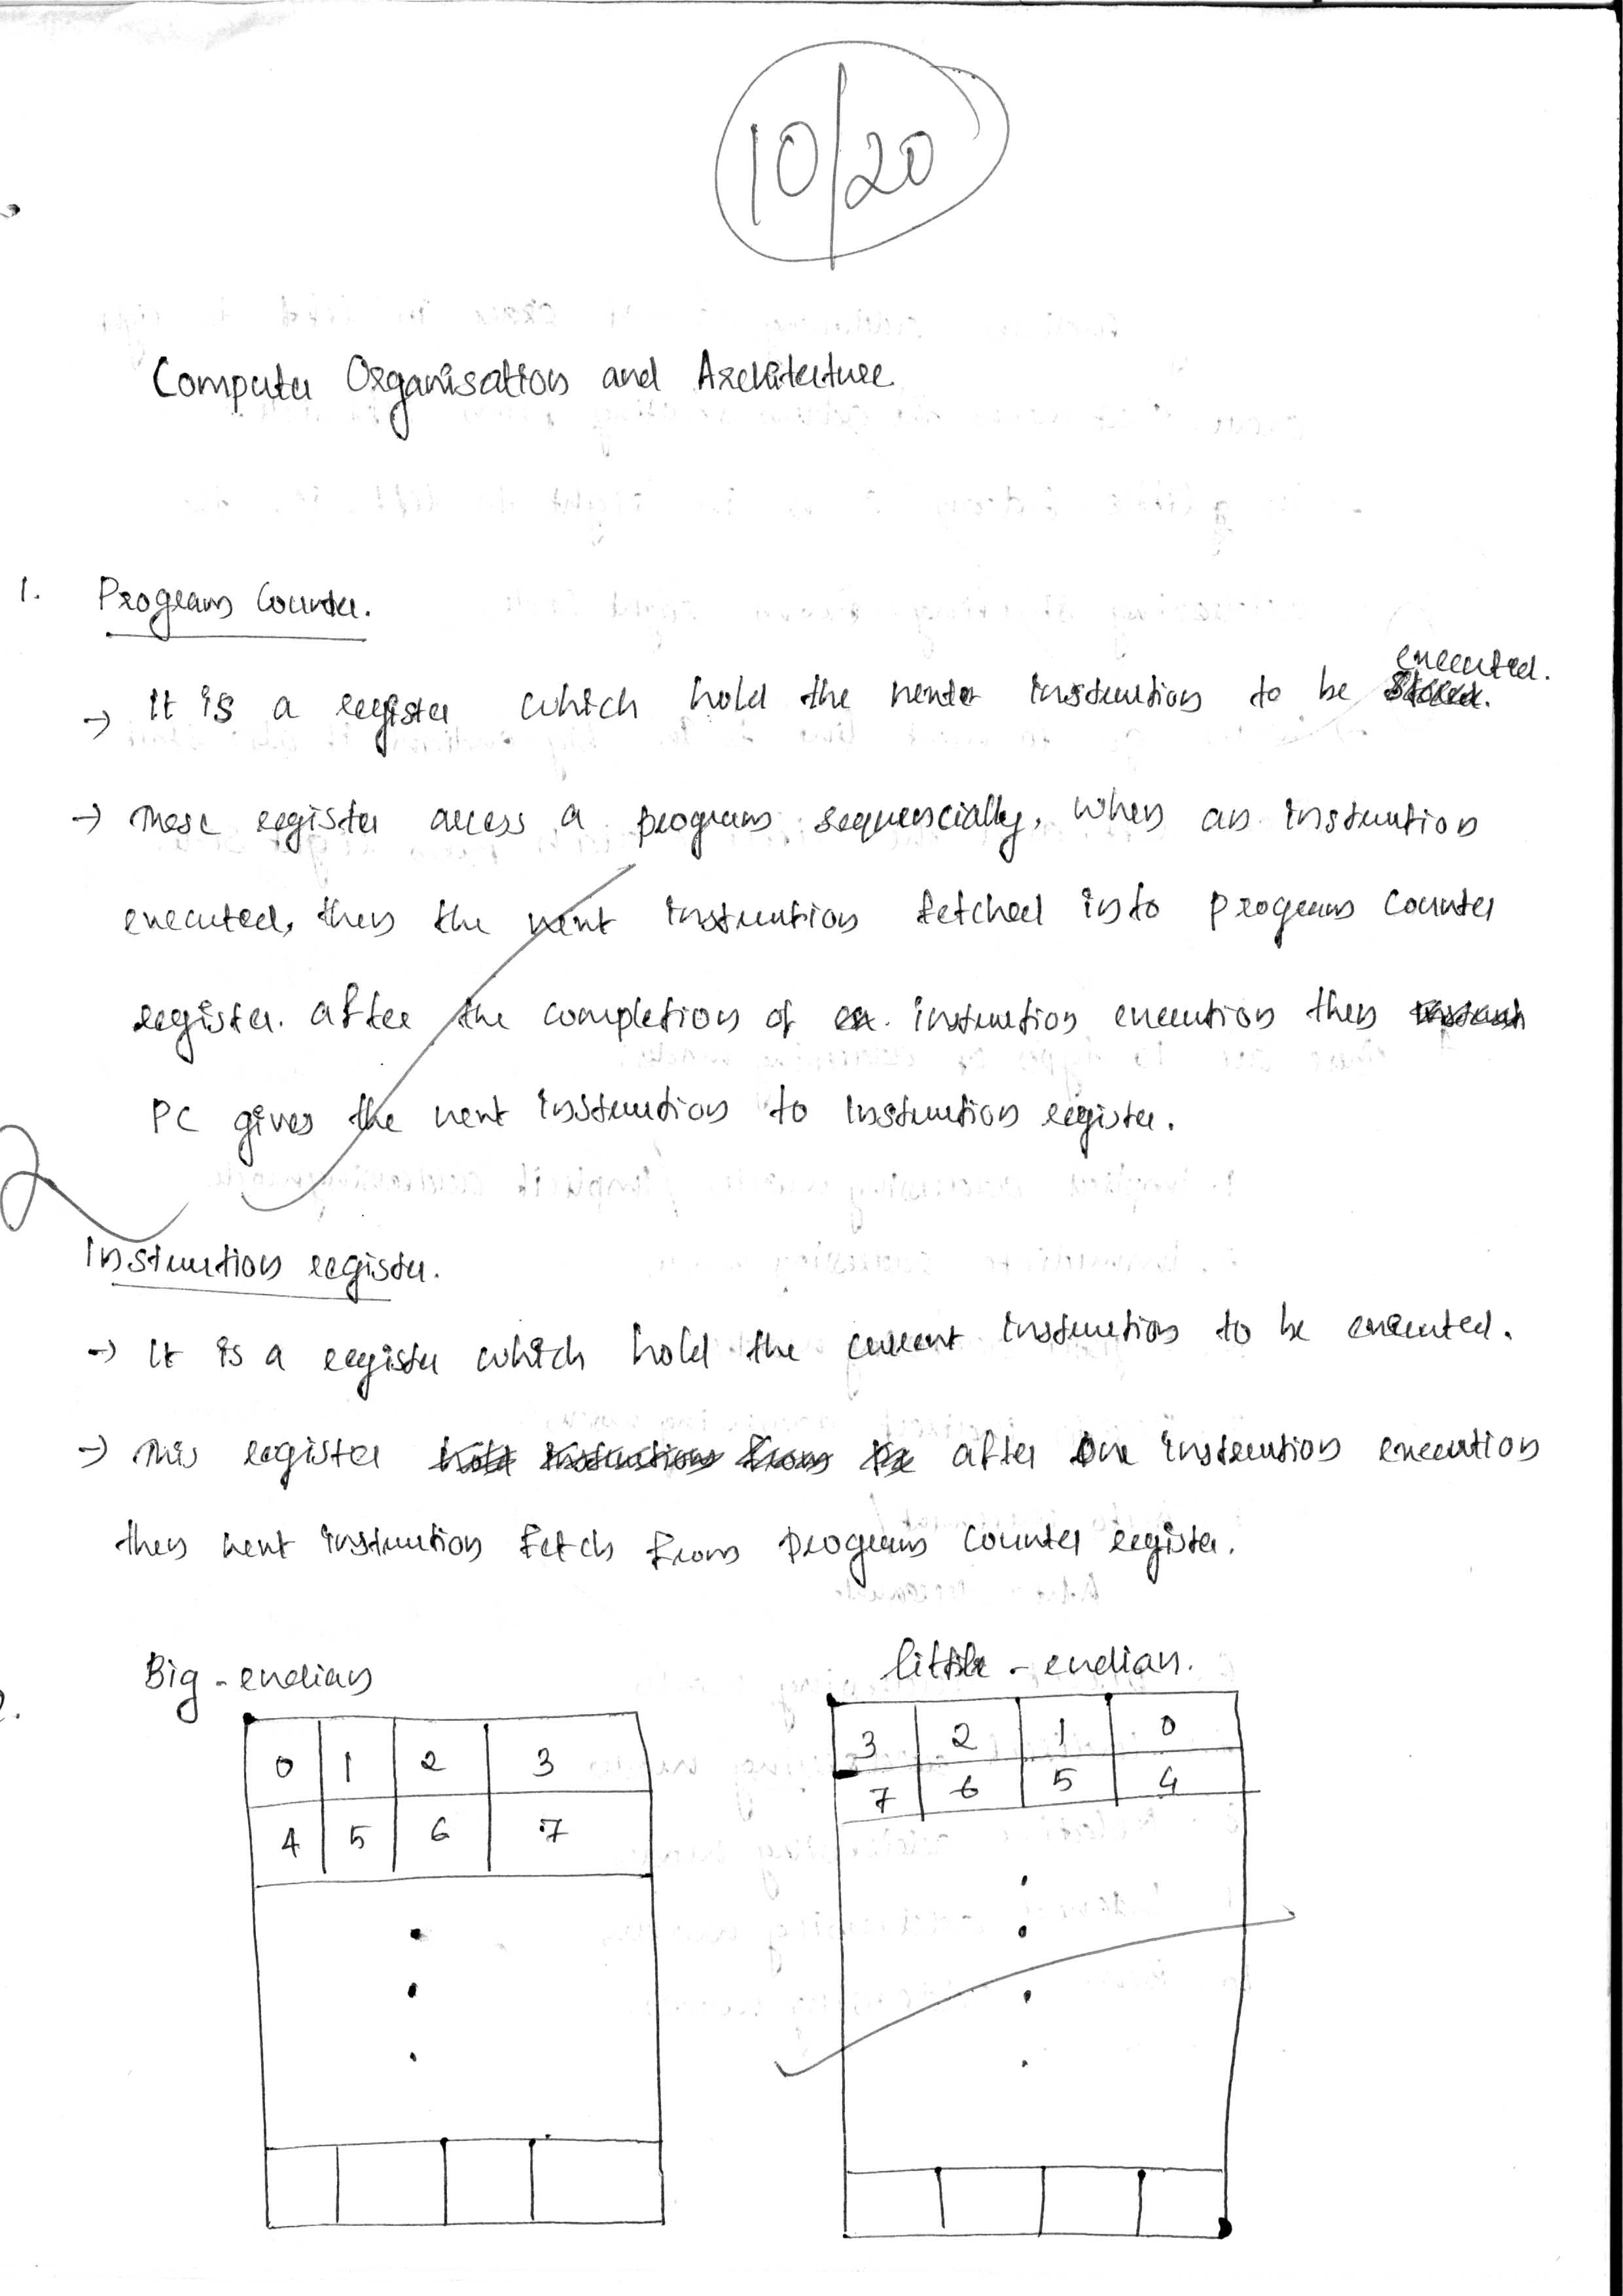 10/20
Computer Organisation and Architecture
1. Program Counter.
executed.
→ It is a register which hold the next instruction to be
→ These register access a program sequencially, when an instruction
executed, then the next instruction fetched into program counter
register. after the completion of instruction execution then
PC gives the next instruction to instruction register.
2
Instruction register.
→ It is a register which hold the current instruction to be executed.
→ This register after one instruction execution
then next instruction fetch from program counter register.
2. Big-endian little-endian.
0 1 2 3 3 2 1 0
4 5 6 7 7 6 5 4